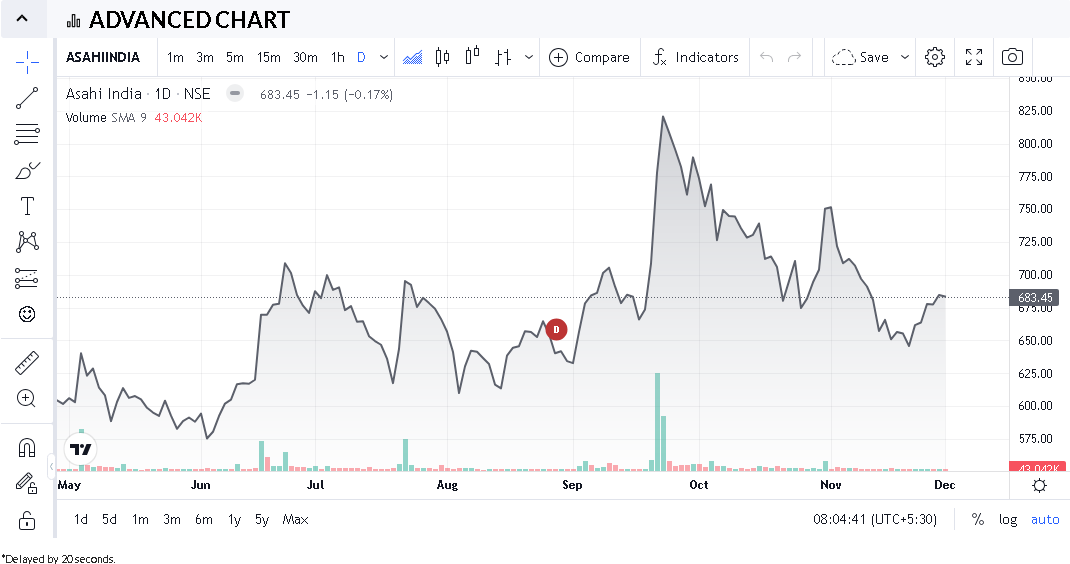 ADVANCED CHART
ASAHIINDIA 1m 3m 5m 15m 30m 1h D Compare Indicators Save
Asahi India · 1D · NSE 683.45 −1.15 (−0.17%)
Volume SMA 9 43.042K
850.00
825.00
800.00
775.00
750.00
725.00
700.00
683.45
675.00
650.00
625.00
600.00
575.00
43.042K
D
May Jun Jul Aug Sep Oct Nov Dec
1d 5d 1m 3m 6m 1y 5y Max 08:04:41 (UTC+5:30) % log auto
*Delayed by 20 seconds.